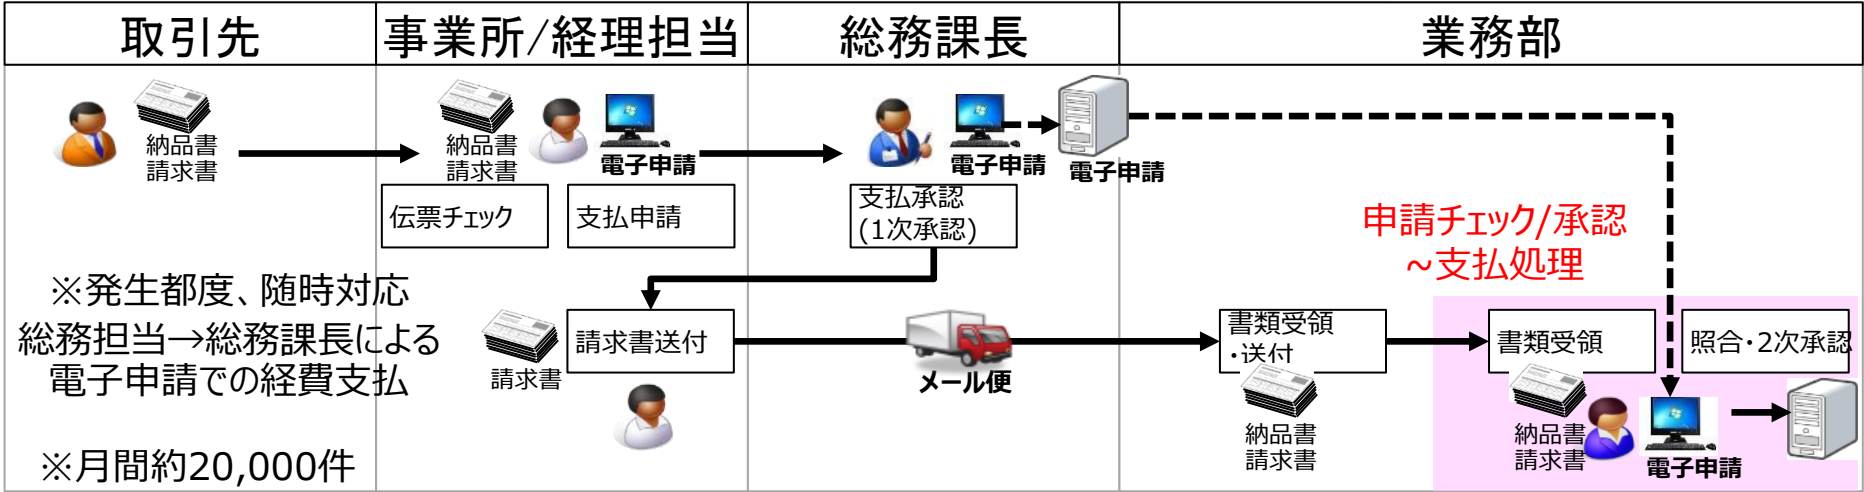 取引先
事業所/経理担当
総務課長
業務部
納品書
請求書
納品書
請求書
電子申請
電子申請
電子申請
伝票チェック
支払申請
支払承認
(1次承認)
申請チェック/承認
~支払処理
※発生都度、随時対応
総務担当→総務課長による
電子申請での経費支払
※月間約20,000件
請求書
請求書送付
メール便
書類受領
・送付
納品書
請求書
書類受領
照合・2次承認
納品書
請求書
電子申請